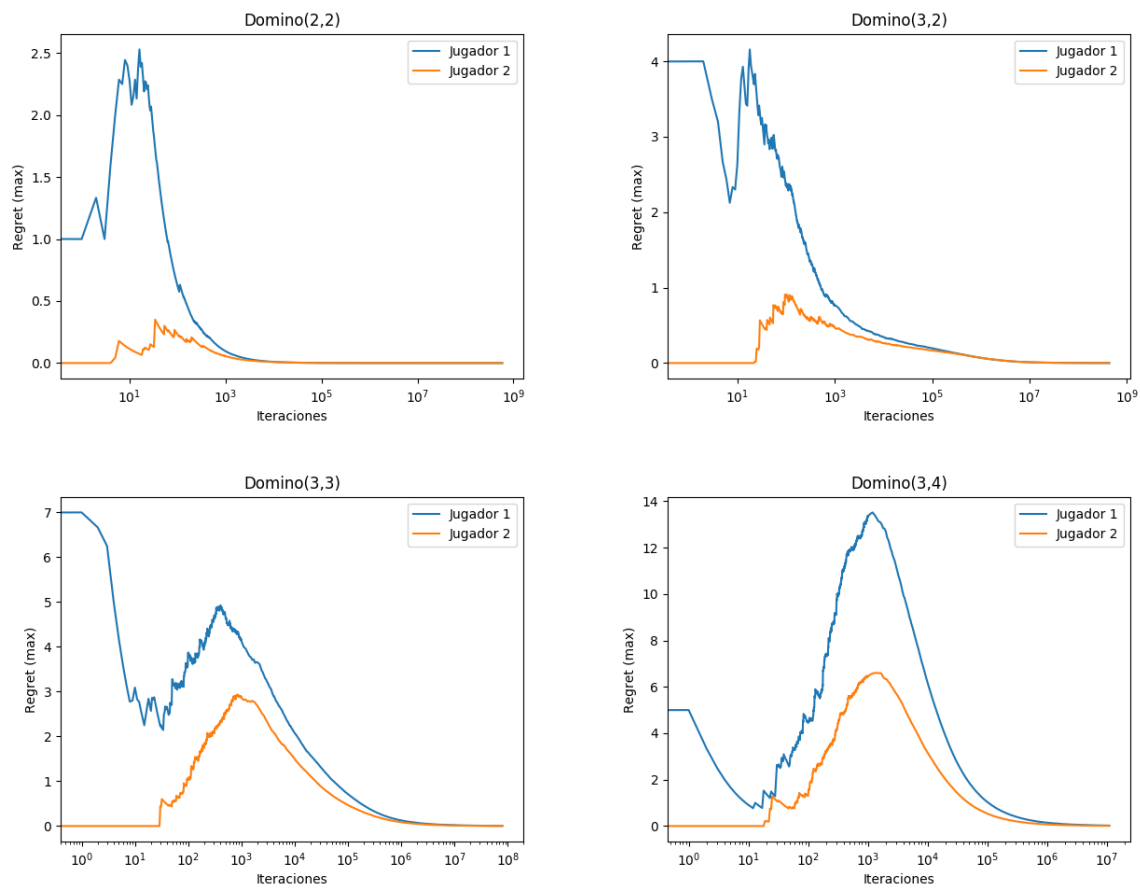 Domino(2,2)
Regret (max)
2.5
2.0
1.5
1.0
0.5
0.0
Jugador 1
Jugador 2
10^1
10^3
10^5
10^7
10^9
Iteraciones
Domino(3,2)
Regret (max)
4
3
2
1
0
Jugador 1
Jugador 2
10^1
10^3
10^5
10^7
10^9
Iteraciones
Domino(3,3)
Regret (max)
7
6
5
4
3
2
1
0
Jugador 1
Jugador 2
10^0
10^1
10^2
10^3
10^4
10^5
10^6
10^7
10^8
Iteraciones
Domino(3,4)
Regret (max)
14
12
10
8
6
4
2
0
Jugador 1
Jugador 2
10^0
10^1
10^2
10^3
10^4
10^5
10^6
10^7
Iteraciones